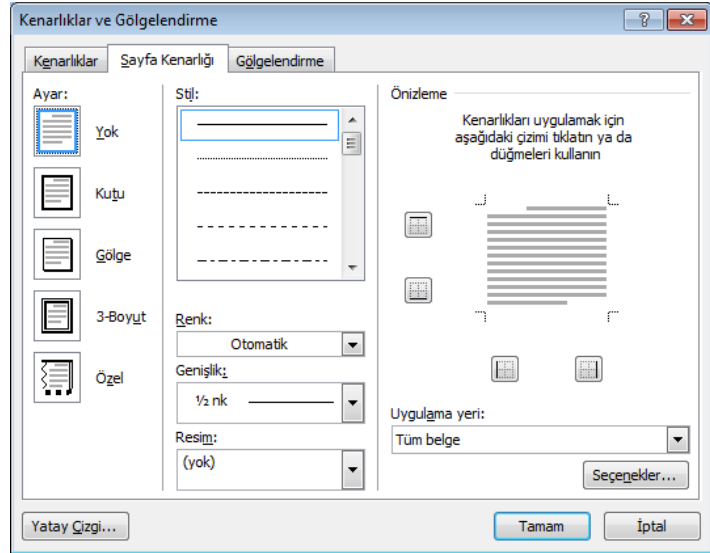 Kenarlıklar ve Gölgelendirme
Kenarlıklar
Sayfa Kenarlığı
Gölgelendirme
Ayar:
Yok
Kutu
Gölge
3-Boyut
Özel
Stil:
Renk:
Otomatik
Genişlik:
½ nk
Resim:
(yok)
Önizleme
Kenarlıkları uygulamak için
aşağıdaki çizimi tıklatın ya da
düğmeleri kullanın
Uygulama yeri:
Tüm belge
Seçenekler...
Yatay Çizgi...
Tamam
İptal